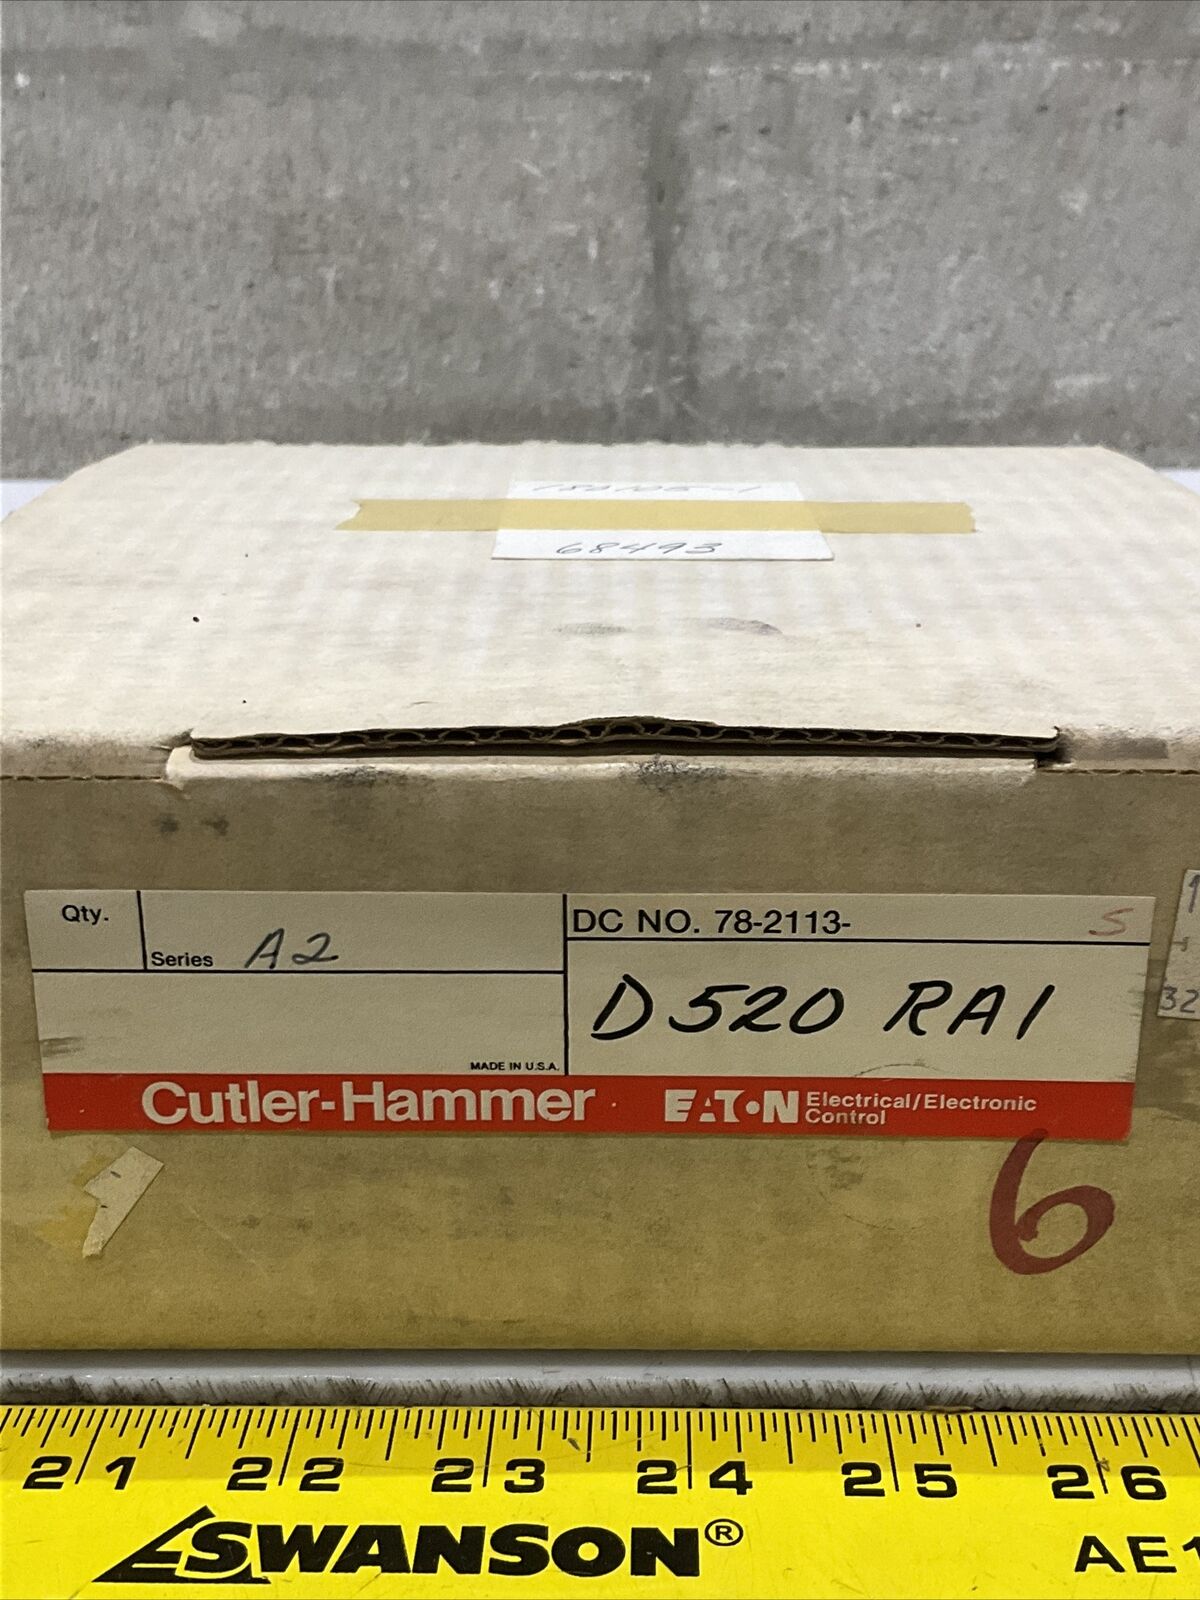 68493
Qty.
Series A2
DC NO. 78-2113- S
D520 RA1
MADE IN U.S.A.
Cutler-Hammer EATON Electrical/Electronic
Control
32
6
21 22 23 24 25 26
SWANSON® AE1